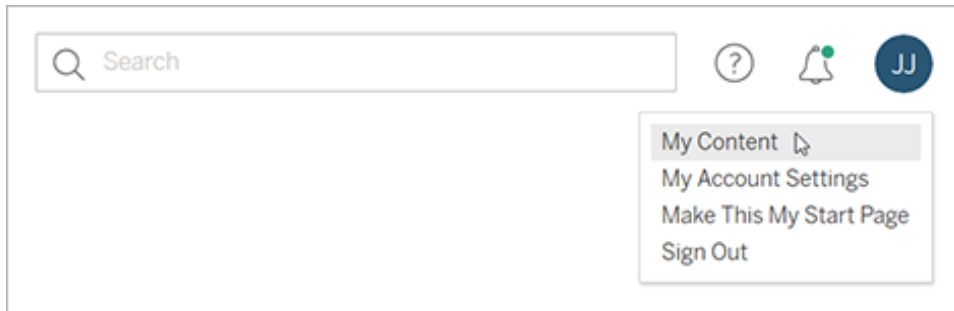 Search
?
JJ
My Content
My Account Settings
Make This My Start Page
Sign Out